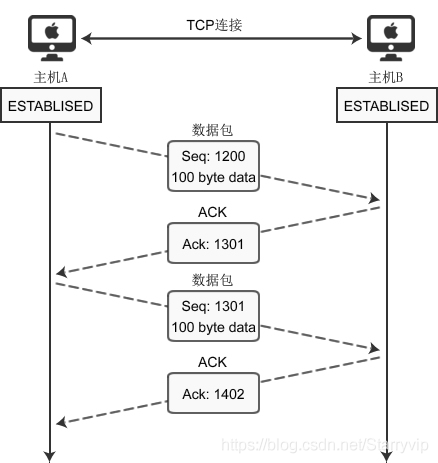 TCP连接
主机A
主机B
ESTABLISED
ESTABLISED
数据包
Seq: 1200
100 byte data
ACK
Ack: 1301
数据包
Seq: 1301
100 byte data
ACK
Ack: 1402
https://blog.csdn.net/Starryvip